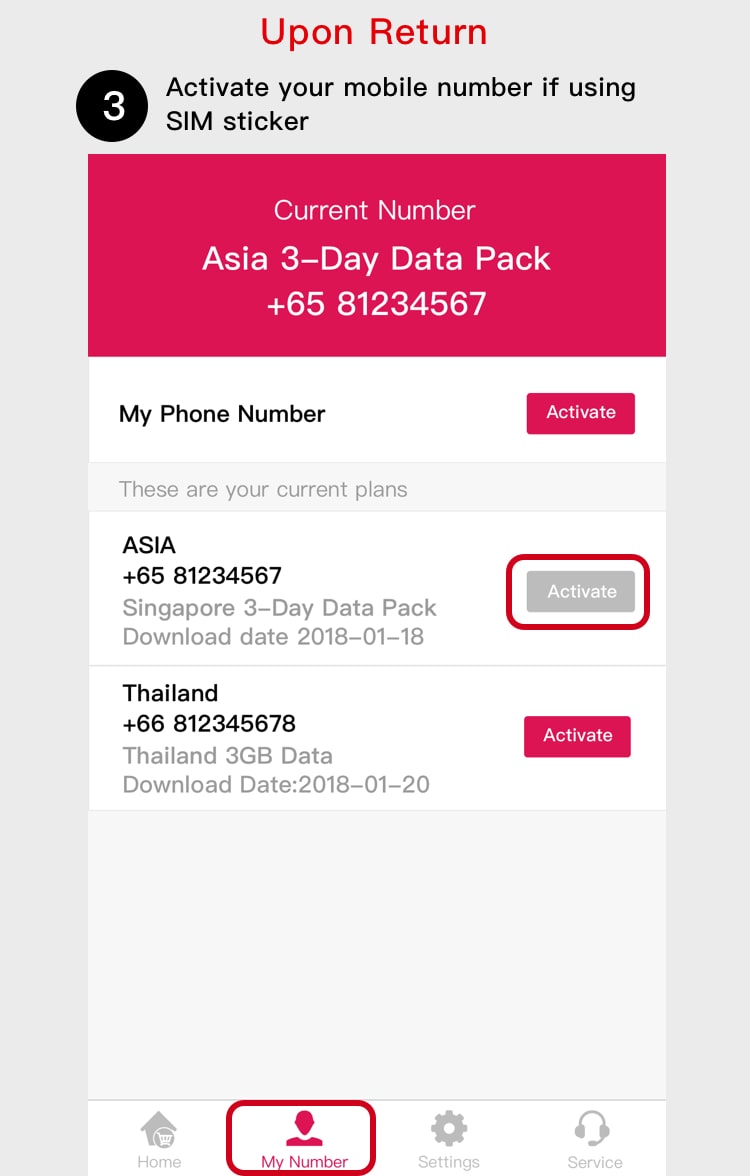 Upon Return
3
Activate your mobile number if using
SIM sticker
Current Number
Asia 3–Day Data Pack
+65 81234567
My Phone Number
Activate
These are your current plans
ASIA
+65 81234567
Singapore 3–Day Data Pack
Download date 2018–01–18
Activate
Thailand
+66 812345678
Thailand 3GB Data
Download Date:2018–01–20
Activate
Home
My Number
Settings
Service